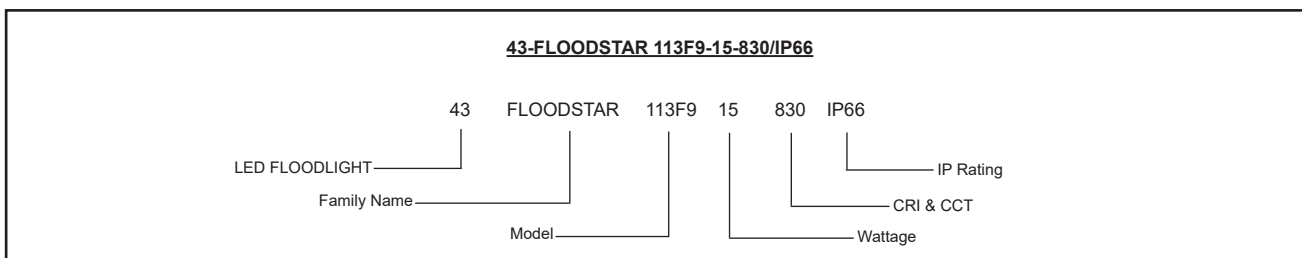 43-FLOODSTAR 113F9-15-830/IP66
43 FLOODSTAR 113F9 15 830 IP66
LED FLOODLIGHT
IP Rating
Family Name
CRI & CCT
Model
Wattage